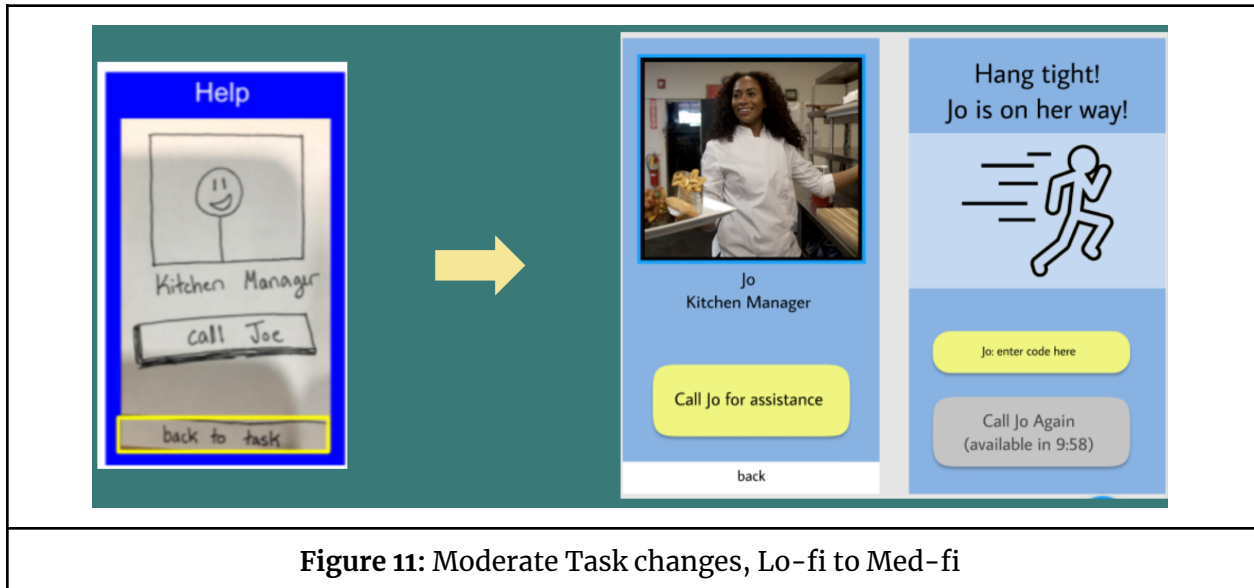 Help
Kitchen Manager
call Joe
back to task
Jo
Kitchen Manager
Call Jo for assistance
back
Hang tight!
Jo is on her way!
Jo: enter code here
Call Jo Again
(available in 9:58)
Figure 11: Moderate Task changes, Lo-fi to Med-fi